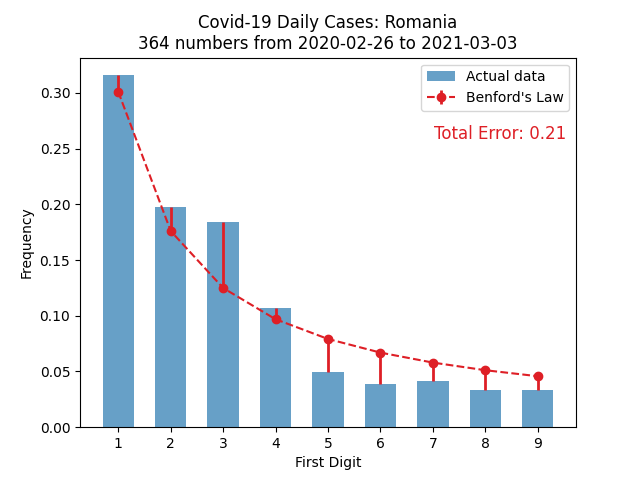 Covid-19 Daily Cases: Romania
364 numbers from 2020-02-26 to 2021-03-03
Actual data
Benford's Law
Total Error: 0.21
Frequency
0.30
0.25
0.20
0.15
0.10
0.05
0.00
1 2 3 4 5 6 7 8 9
First Digit